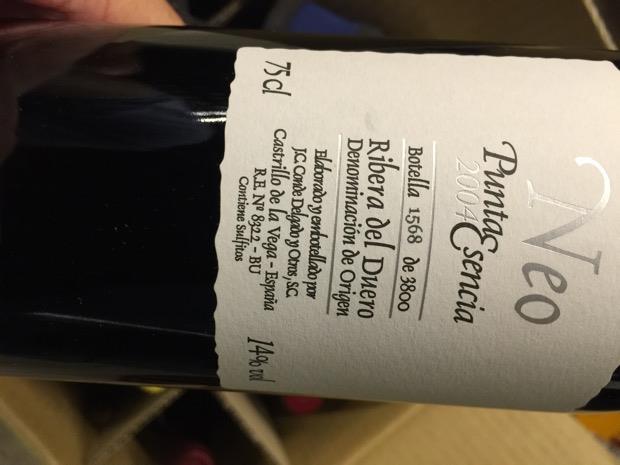 Neo
Punta Esencia
2004
Botella 1568 de 3800
Ribera del Duero
Denominación de Origen
Elaborado y embotellado por
J.C. Conde Delgado y Otros, S.C.
Castrillo de la Vega - España
R.E. Nº 8322 - BU
Contiene Sulfitos
75cl
14% vol